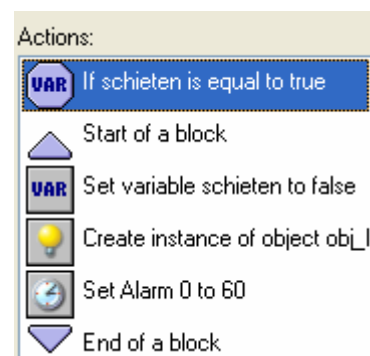 Actions:
VAR If schieten is equal to true
Start of a block
VAR Set variable schieten to false
Create instance of object
Set Alarm 0 to 60
End of a block